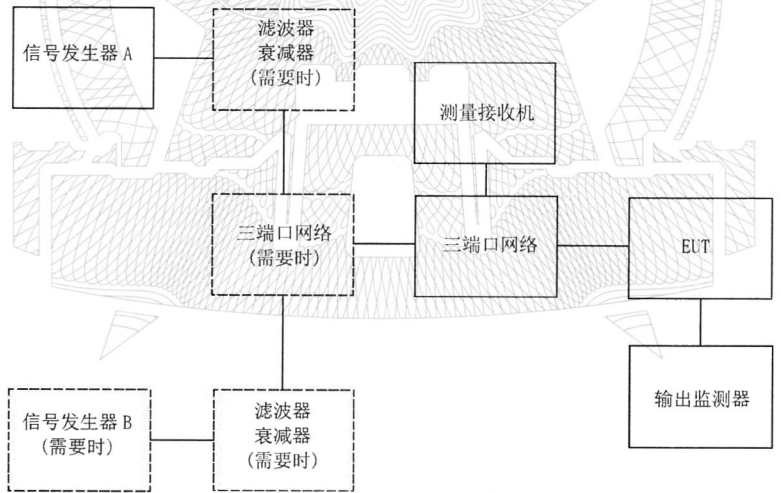 信号发生器 A
滤波器
衰减器
(需要时)
测量接收机
三端口网络
(需要时)
三端口网络
EUT
输出监测器
信号发生器 B
(需要时)
滤波器
衰减器
(需要时)